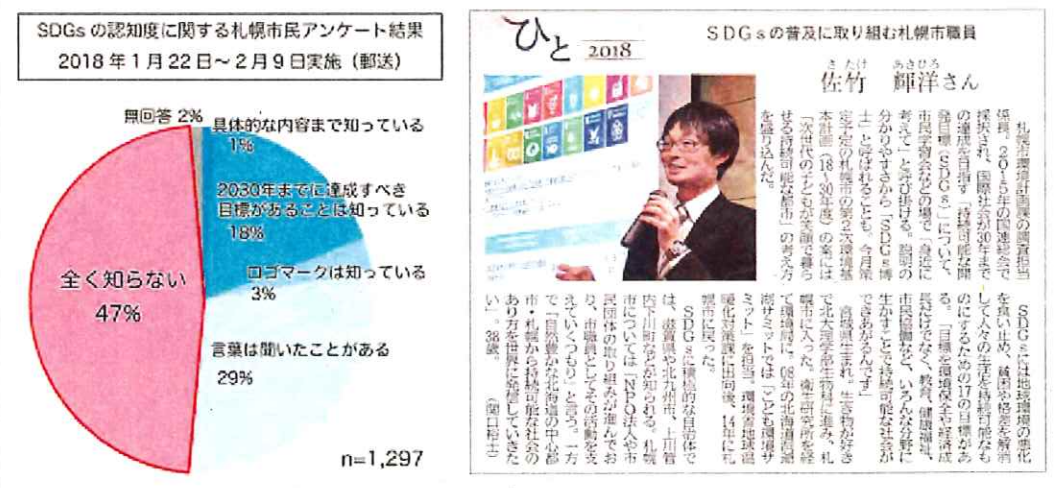 SDGsの認知度に関する札幌市民アンケート結果
2018年1月22日～2月9日実施（郵送）
無回答 2%
具体的な内容まで知っている
1%
2030年までに達成すべき
目標があることは知っている
18%
ロゴマークは知っている
3%
全く知らない
47%
言葉は聞いたことがある
29%
n=1,297
ひと 2018
SDGsの普及に取り組む札幌市職員
さたけ あきひろ
佐竹 輝洋さん
札幌市環境計画課の調査担当
係長。2015年の国連総会で
採択され、国際社会が30年まで
の達成を目指す「持続可能な開
発目標（SDGs）」について、
市民学習会などの場で「身近に
考えて」と呼び掛ける。説明の
分かりやすさから「SDGs博
士」と呼ばれることも。今月策
定予定の札幌市の第2次環境基
本計画（18～30年度）の案には
「次世代の子どもが笑顔で暮ら
せる持続可能な都市」の考え方
を盛り込んだ。
SDGsには地球環境の悪化
を食い止め、貧困や格差を解消
して人々の生活を持続可能なも
のにするための17の目標があ
る。「目標を環境保全や経済成
長だけでなく、教育、健康福祉、
市民協働など、いろんな分野に
生かすことで持続可能な社会が
できあがるんです」
宮城県生まれ。生き物が好き
で北大理学部生物科に進み、札
幌市に入った。衛生研究所を経
て環境局に。08年の北海道洞爺
湖サミットでは「こども環境サ
ミット」を担当。環境省地球温
暖化対策課に出向後、14年に札
幌市に戻った。
SDGsに積極的な自治体で
は、滋賀県や北九州市、上川管
内下川町などが知られる。札幌
市については「NPO法人や市
民団体の取り組みが進んでお
り、市職員としてその活動を支
えていくつもり」と言う。一方
で「自然豊かな北海道の中心都
市・札幌から持続可能な社会の
あり方を世界に発信していきた
い」。38歳。（関口裕士）